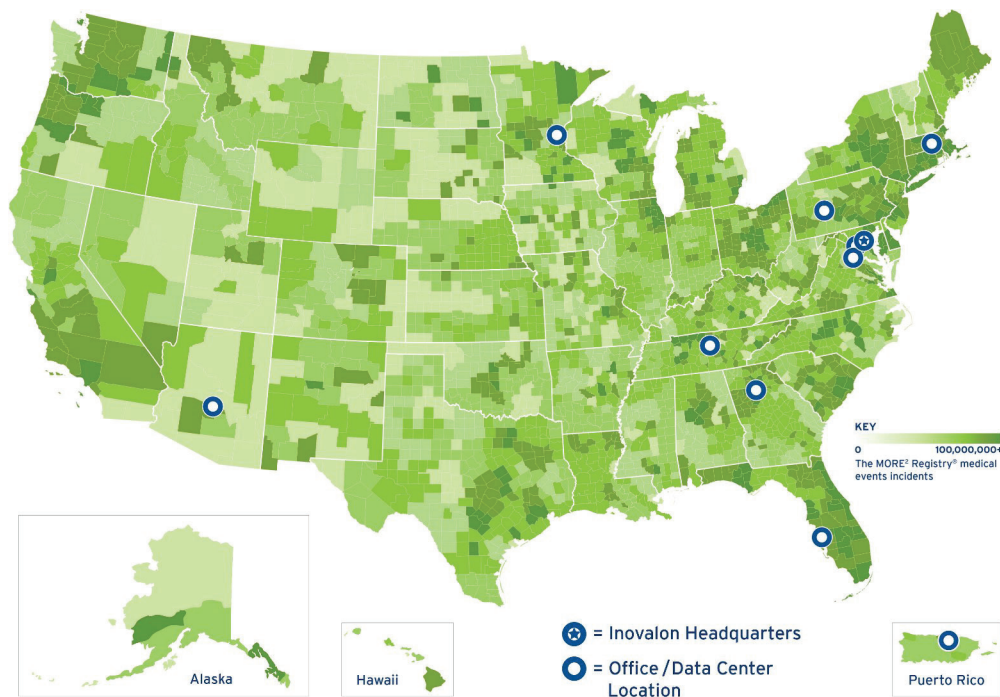 KEY
0 100,000,000+
The MORE² Registry® medical
events incidents
Alaska
Hawaii
= Inovalon Headquarters
= Office/Data Center
Location
Puerto Rico